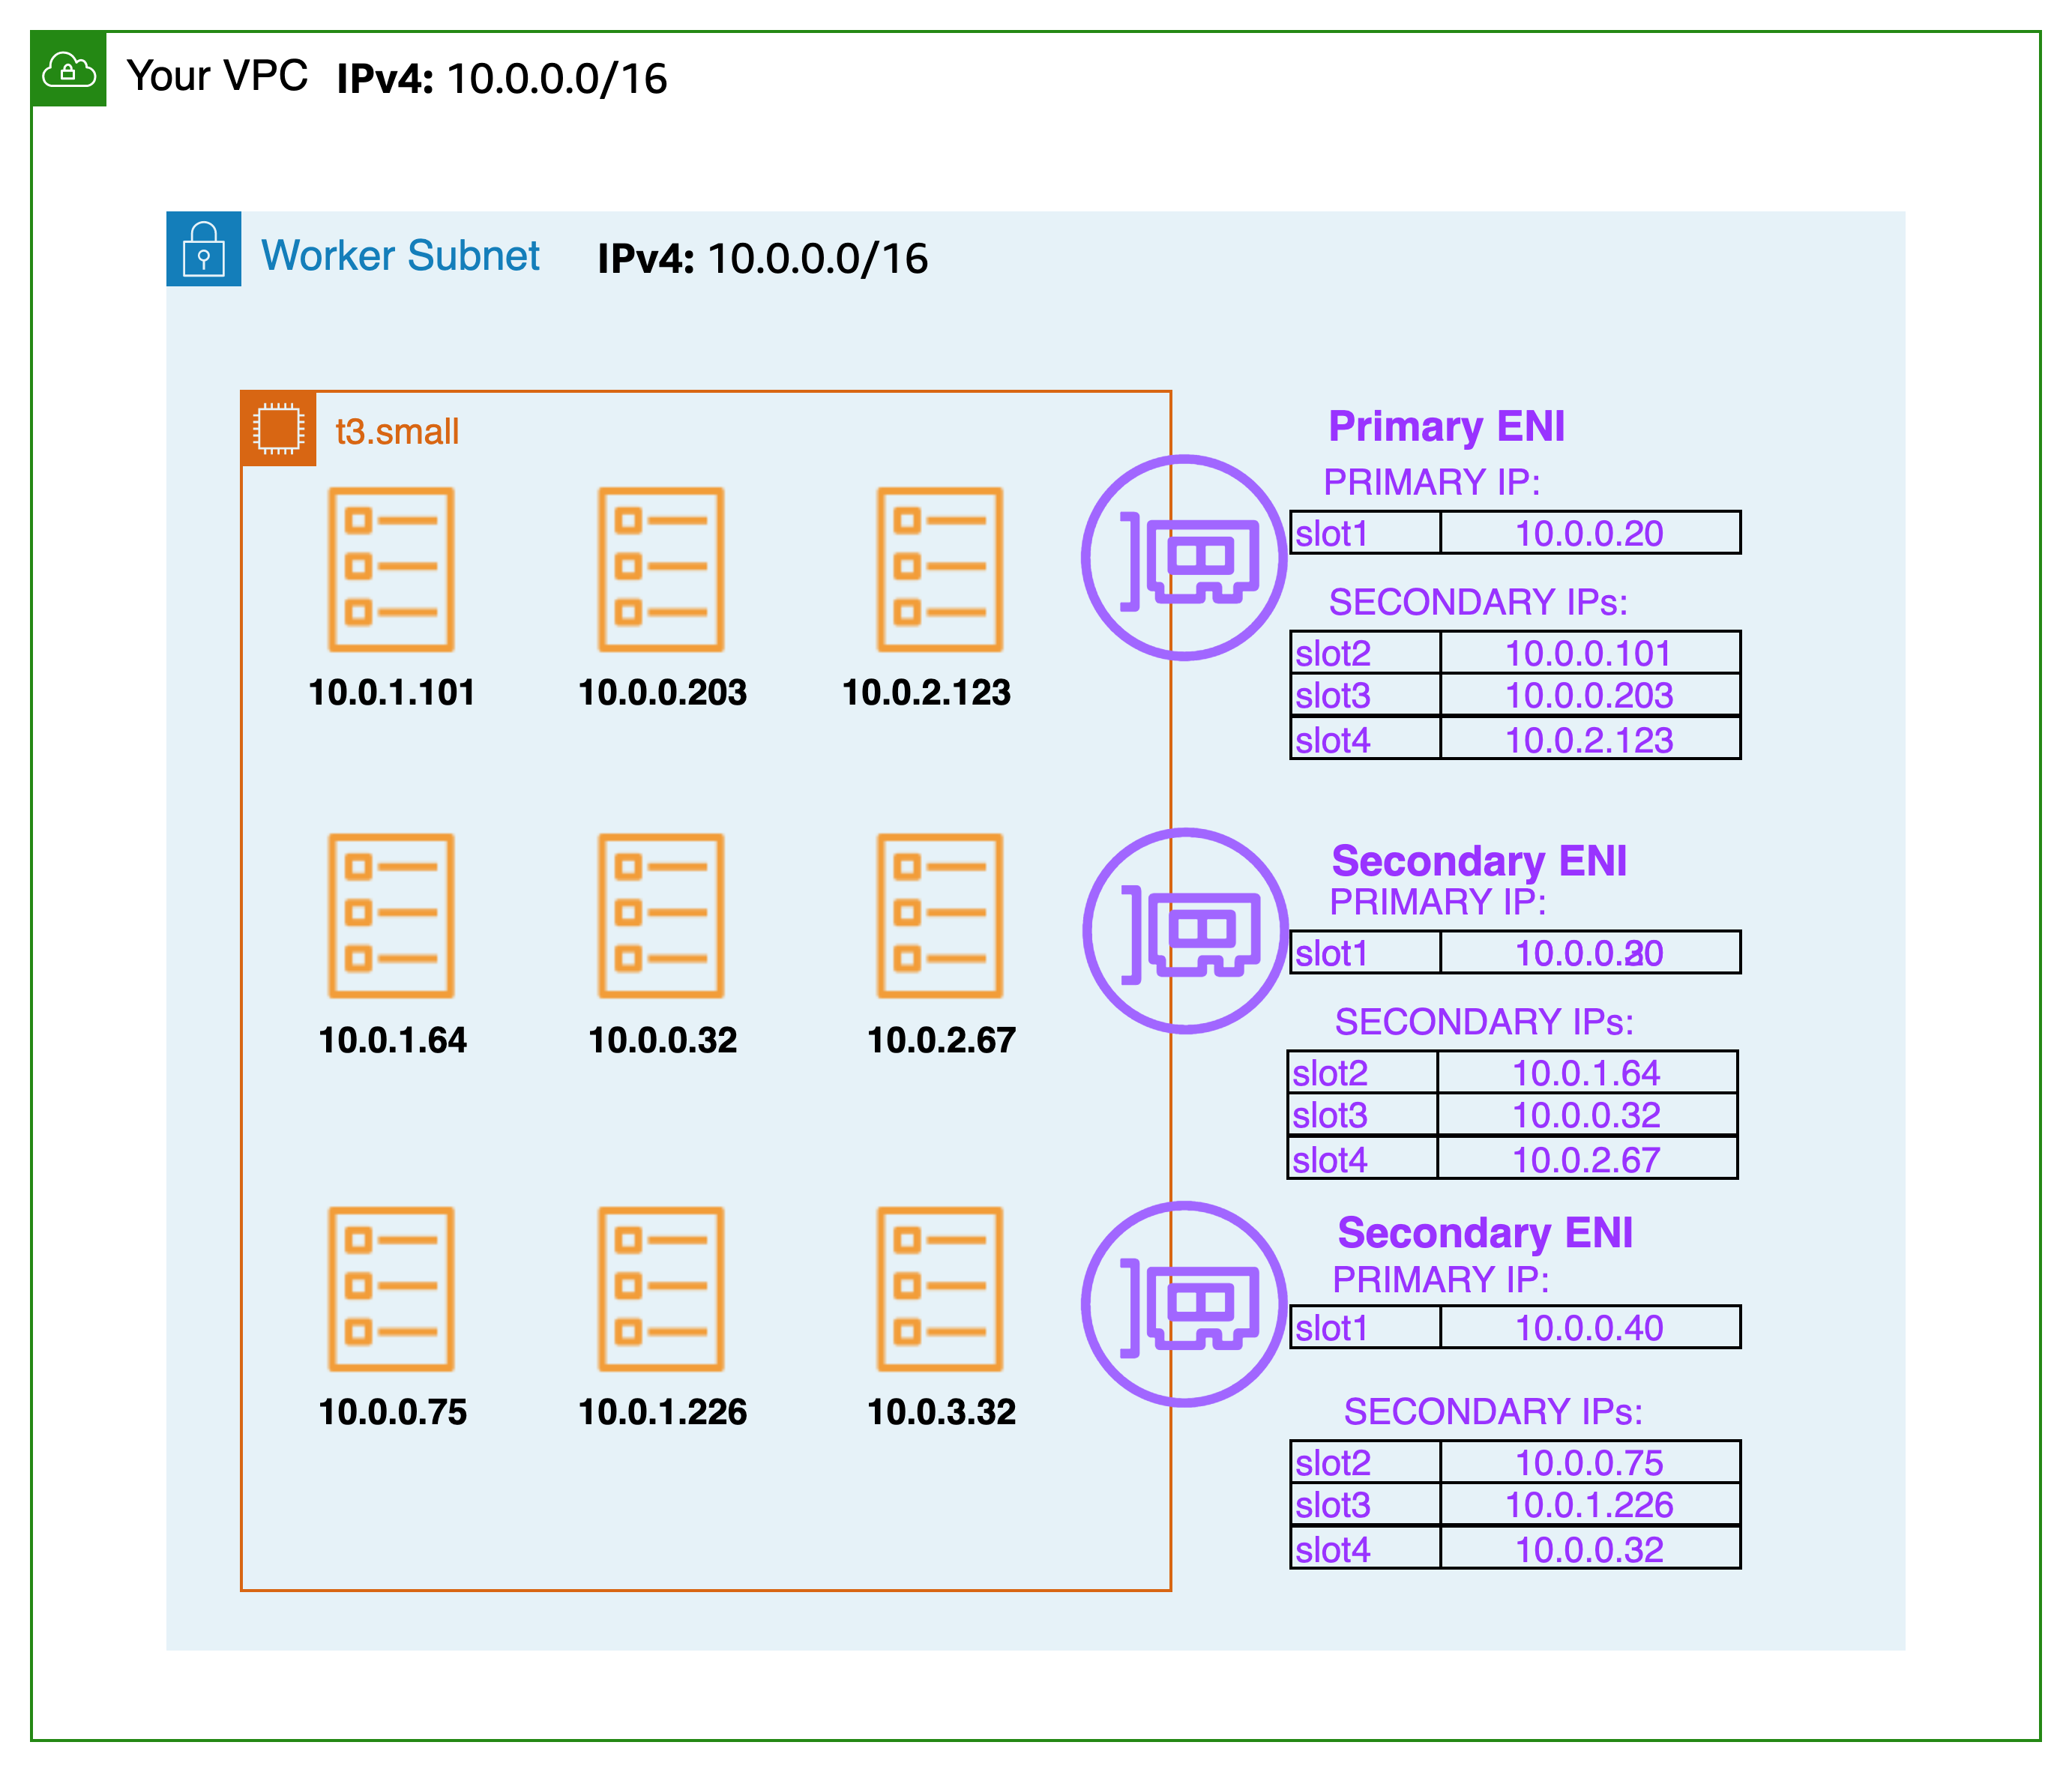 Your VPC IPv4: 10.0.0.0/16
Worker Subnet IPv4: 10.0.0.0/16
t3.small
10.0.1.101 10.0.0.203 10.0.2.123
10.0.1.64 10.0.0.32 10.0.2.67
10.0.0.75 10.0.1.226 10.0.3.32
Primary ENI
PRIMARY IP:
slot1 10.0.0.20
SECONDARY IPs:
slot2 10.0.0.101
slot3 10.0.0.203
slot4 10.0.2.123
Secondary ENI
PRIMARY IP:
slot1
SECONDARY IPs:
slot2 10.0.1.64
slot3 10.0.0.32
slot4 10.0.2.67
Secondary ENI
PRIMARY IP:
slot1 10.0.0.40
SECONDARY IPs:
slot2 10.0.0.75
slot3 10.0.1.226
slot4 10.0.0.32